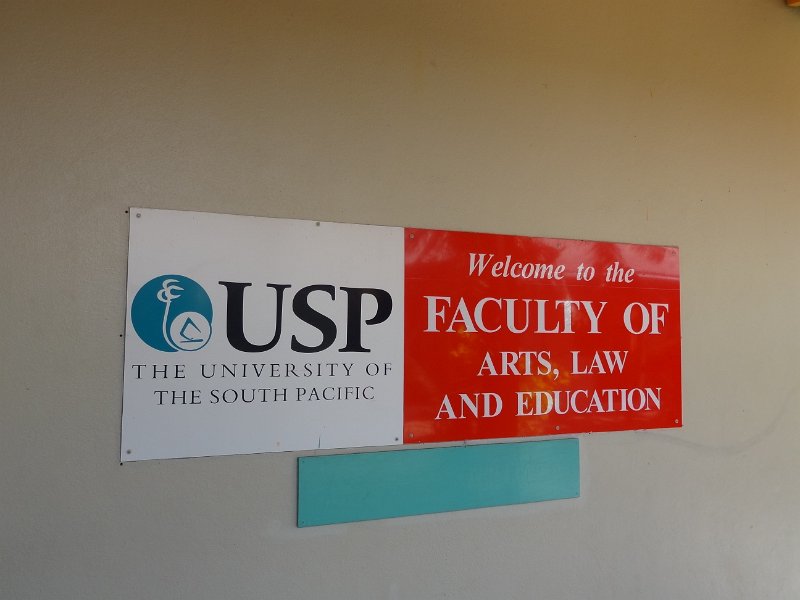 USP
THE UNIVERSITY OF
THE SOUTH PACIFIC
Welcome to the
FACULTY OF
ARTS, LAW
AND EDUCATION